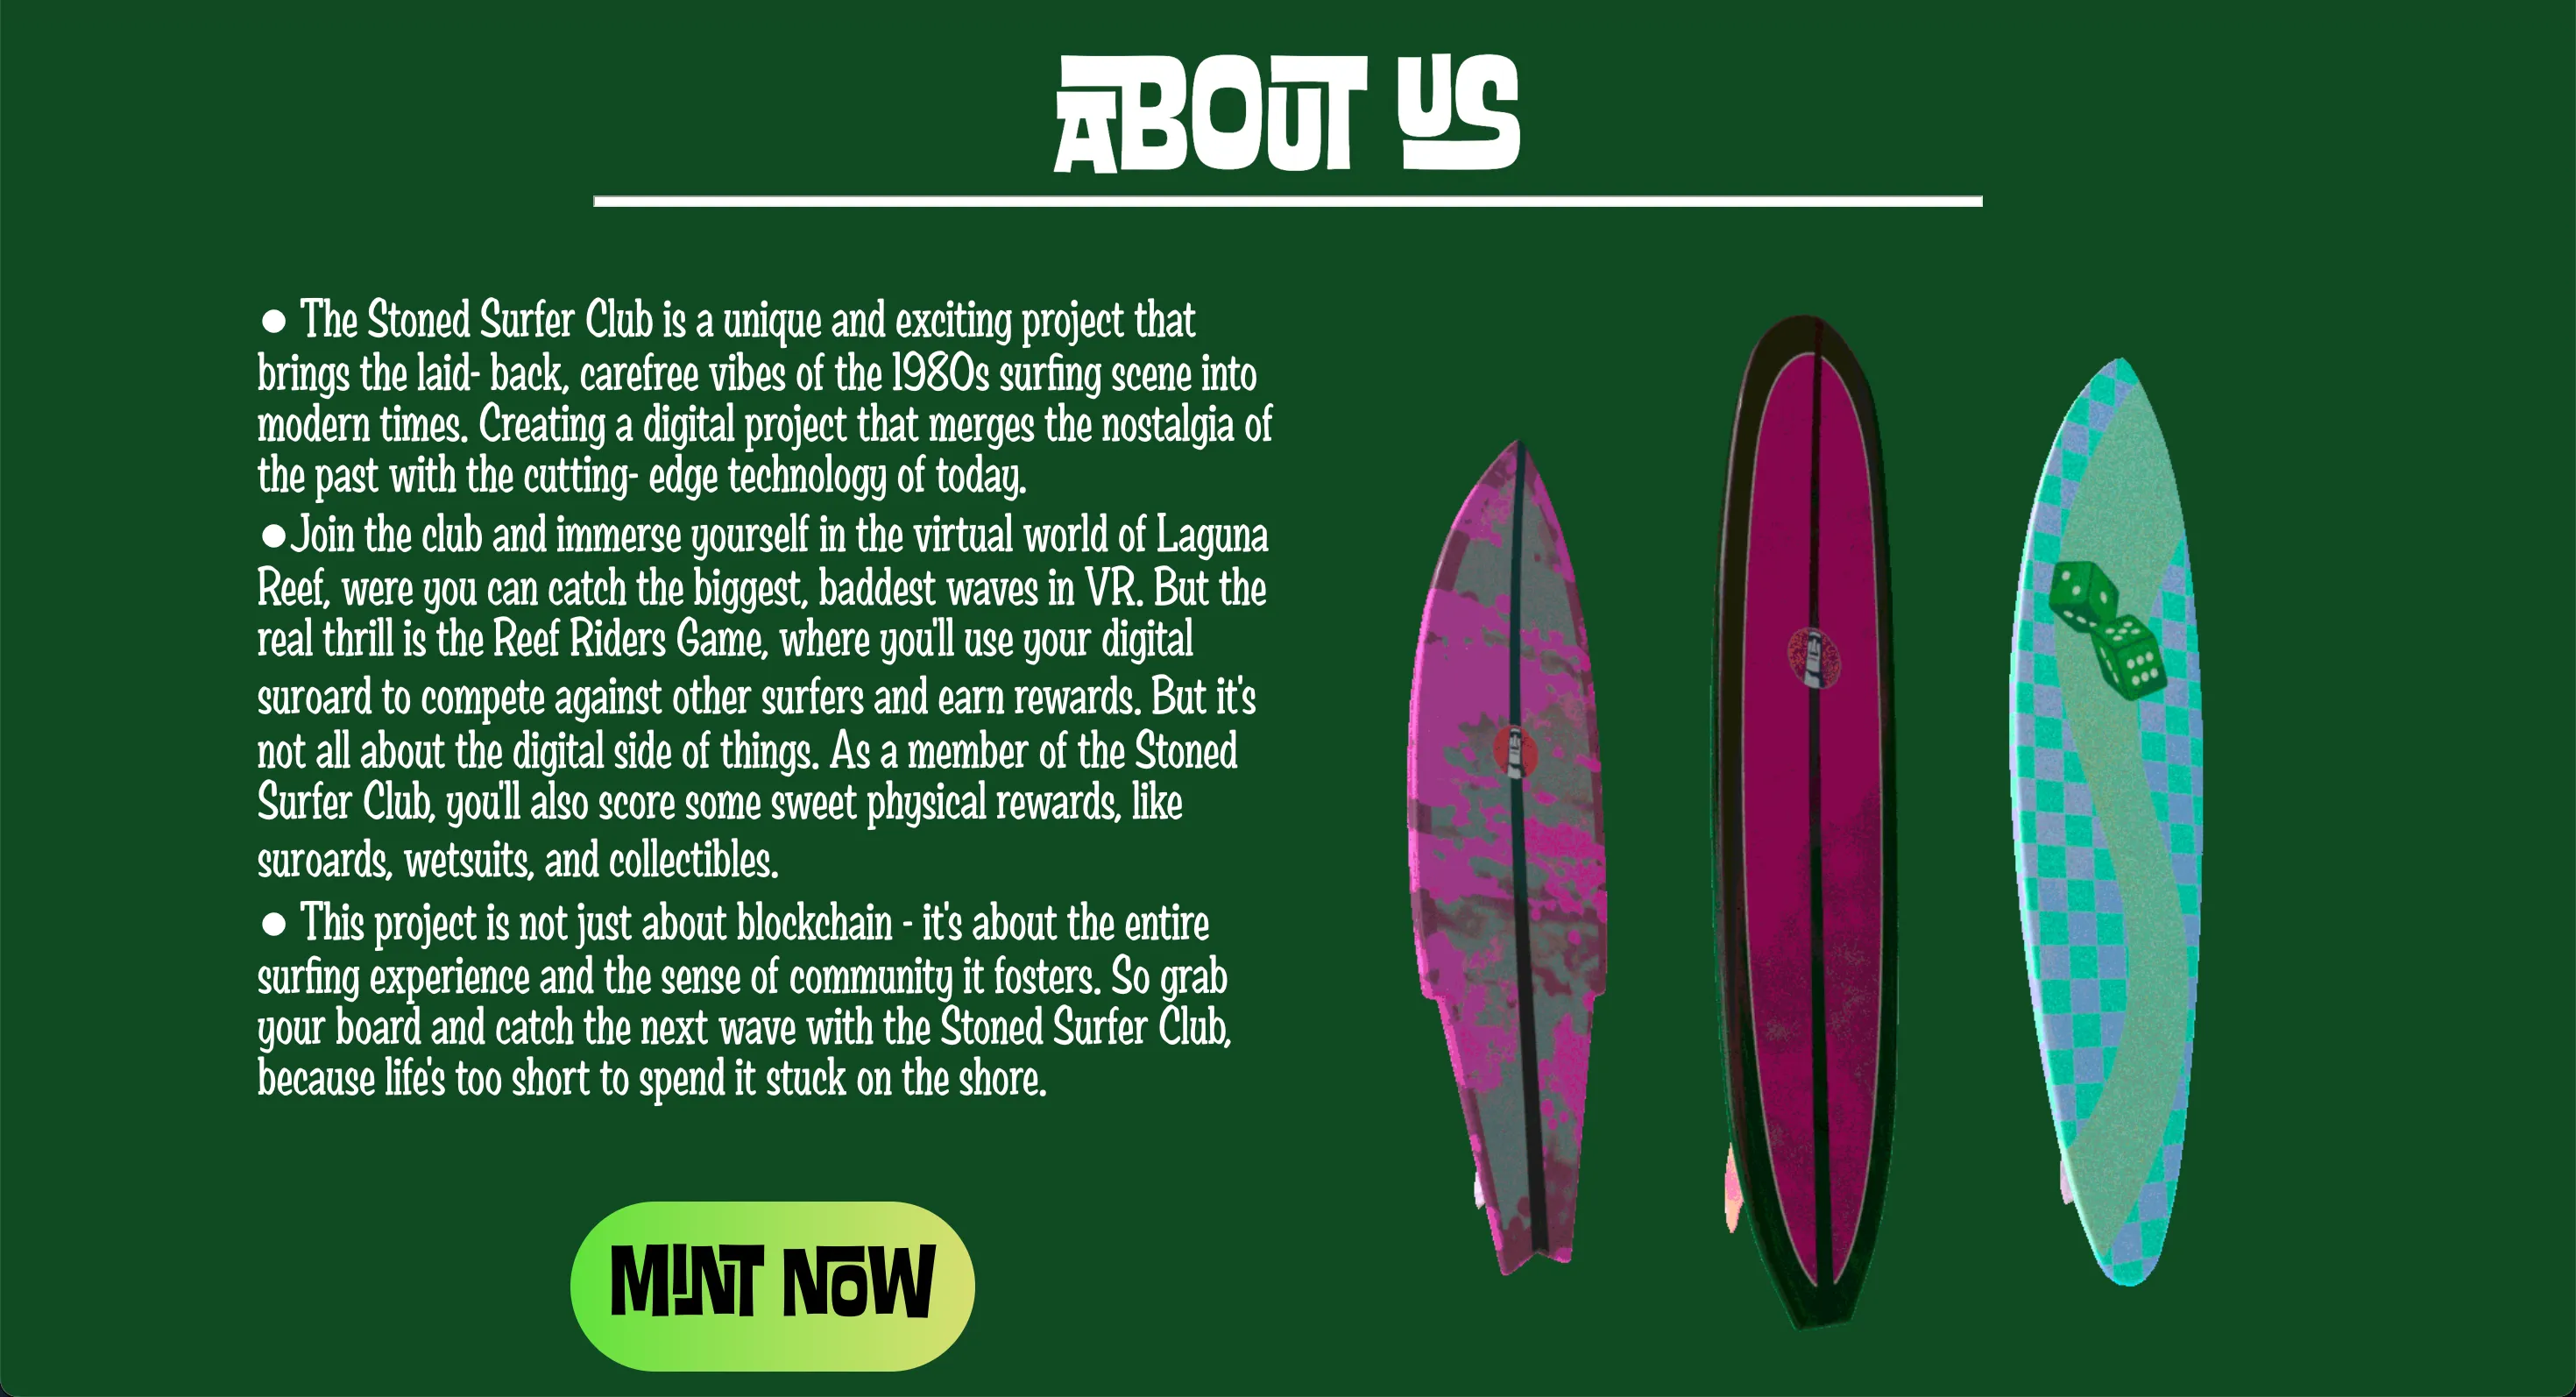 ABOUT US
● The Stoned Surfer Club is a unique and exciting project that
brings the laid- back, carefree vibes of the 1980s surfing scene into
modern times. Creating a digital project that merges the nostalgia of
the past with the cutting- edge technology of today.
●Join the club and immerse yourself in the virtual world of Laguna
Reef, were you can catch the biggest, baddest waves in VR. But the
real thrill is the Reef Riders Game, where you'll use your digital
suroard to compete against other surfers and earn rewards. But it's
not all about the digital side of things. As a member of the Stoned
Surfer Club, you'll also score some sweet physical rewards, like
suroards, wetsuits, and collectibles.
● This project is not just about blockchain - it's about the entire
surfing experience and the sense of community it fosters. So grab
your board and catch the next wave with the Stoned Surfer Club,
because life's too short to spend it stuck on the shore.
MINT NOW